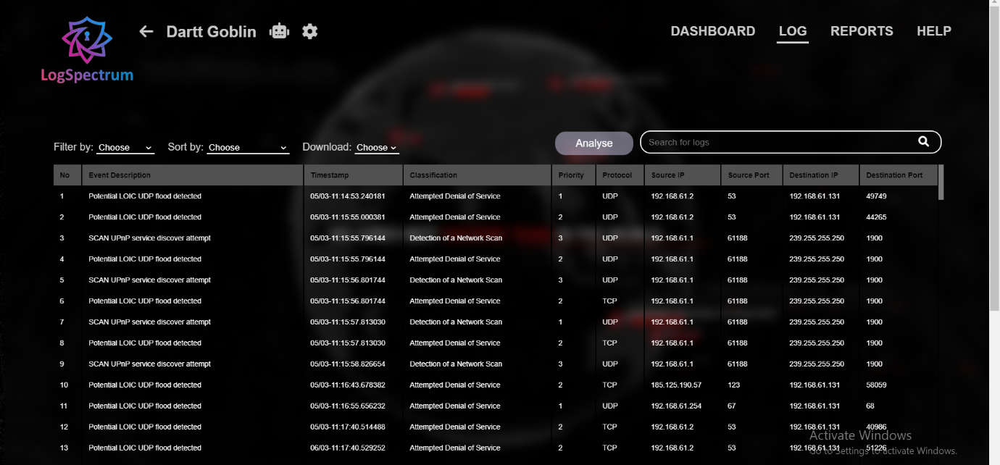 Dartt Goblin
DASHBOARD LOG REPORTS HELP
LogSpectrum
Filter by: Choose Sort by: Choose Download: Choose Analyse Search for logs
No Event Description Timestamp Classification Priority Protocol Source IP Source Port Destination IP Destination Port
1 Potential LOIC UDP flood detected 05/03-11:14:53.240181 Attempted Denial of Service 1 UDP 192.168.61.2 53 192.168.61.131 49749
2 Potential LOIC UDP flood detected 05/03-11:15:55.000381 Attempted Denial of Service 2 UDP 192.168.61.2 53 192.168.61.131 44265
3 SCAN UPnP service discover attempt 05/03-11:15:55.796144 Detection of a Network Scan 3 UDP 192.168.61.1 61188 239.255.255.250 1900
4 Potential LOIC UDP flood detected 05/03-11:15:55.796144 Attempted Denial of Service 2 UDP 192.168.61.1 61188 239.255.255.250 1900
5 SCAN UPnP service discover attempt 05/03-11:15:56.801744 Detection of a Network Scan 3 UDP 192.168.61.1 61188 239.255.255.250 1900
6 Potential LOIC UDP flood detected 05/03-11:15:56.801744 Attempted Denial of Service 2 TCP 192.168.61.1 61188 239.255.255.250 1900
7 SCAN UPnP service discover attempt 05/03-11:15:57.813030 Detection of a Network Scan 1 UDP 192.168.61.1 61188 239.255.255.250 1900
8 Potential LOIC UDP flood detected 05/03-11:15:57.813030 Attempted Denial of Service 2 TCP 192.168.61.1 61188 239.255.255.250 1900
9 SCAN UPnP service discover attempt 05/03-11:15:58.826654 Detection of a Network Scan 3 UDP 192.168.61.1 61188 239.255.255.250 1900
10 Potential LOIC UDP flood detected 05/03-11:16:43.678382 Attempted Denial of Service 2 TCP 185.125.190.57 123 192.168.61.131 58059
11 Potential LOIC UDP flood detected 05/03-11:16:55.656232 Attempted Denial of Service 1 UDP 192.168.61.254 67 192.168.61.131 68
12 Potential LOIC UDP flood detected 05/03-11:17:40.514488 Attempted Denial of Service 2 TCP 192.168.61.2 53 192.168.61.131 40986
Activate Windows
13 Potential LOIC UDP flood detected 06/03-11:17:40.529252 Attempted Denial of Service 2 TCP 192.168.61.2 53 192.168.61.131 51226
Go to Settings to activate Windows.